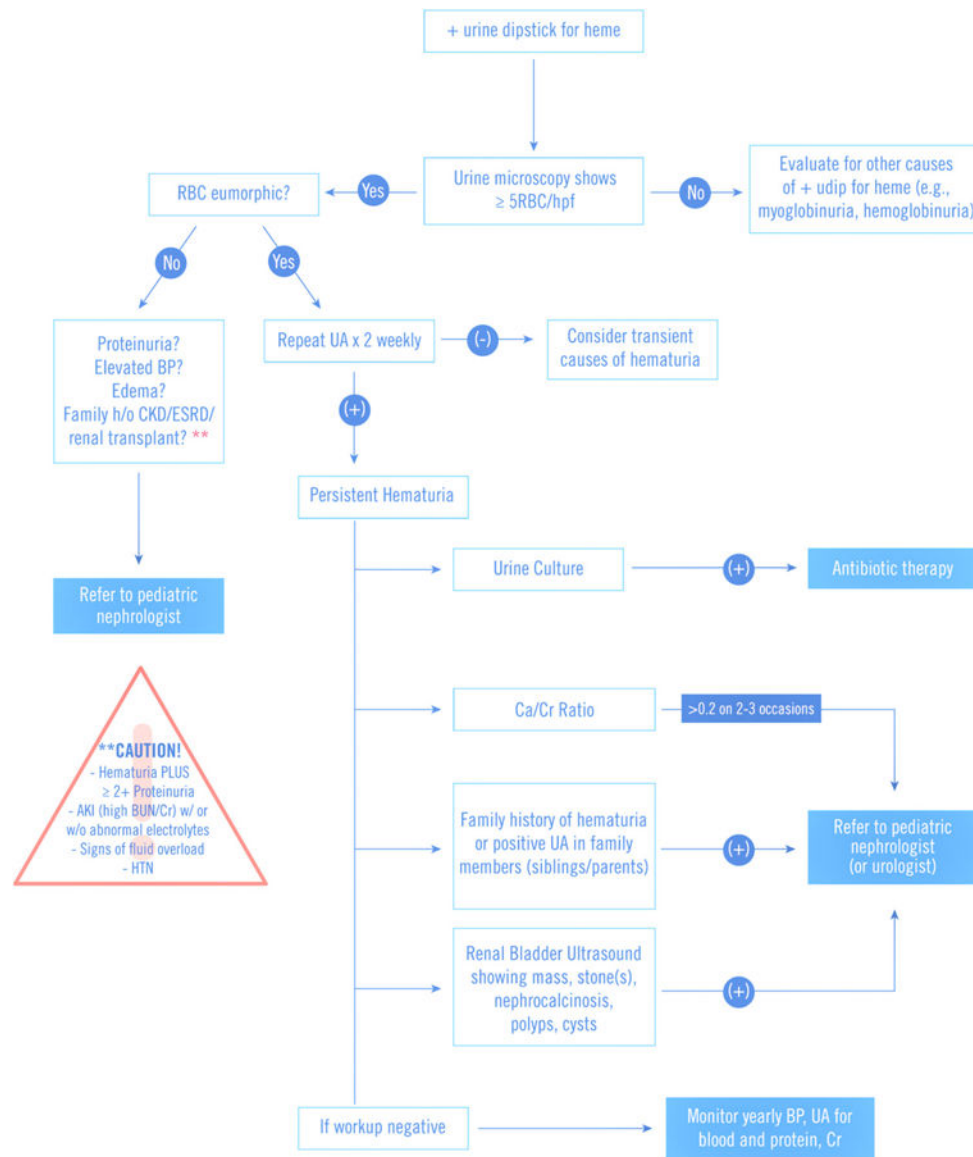 + urine dipstick for heme
RBC eumorphic?
Yes
Urine microscopy shows
≥ 5RBC/hpf
No
Evaluate for other causes
of + udip for heme (e.g.,
myoglobinuria, hemoglobinuria)
No
Yes
Proteinuria?
Elevated BP?
Edema?
Family h/o CKD/ESRD/
renal transplant? **
Repeat UA x 2 weekly
(-)
Consider transient
causes of hematuria
(+)
Persistent Hematuria
Refer to pediatric
nephrologist
Urine Culture
(+)
Antibiotic therapy
**CAUTION!
- Hematuria PLUS
≥ 2+ Proteinuria
- AKI (high BUN/Cr) w/ or
w/o abnormal electrolytes
- Signs of fluid overload
- HTN
Ca/Cr Ratio
>0.2 on 2-3 occasions
Family history of hematuria
or positive UA in family
members (siblings/parents)
(+)
Refer to pediatric
nephrologist
(or urologist)
Renal Bladder Ultrasound
showing mass, stone(s),
nephrocalcinosis,
polyps, cysts
(+)
If workup negative
Monitor yearly BP, UA for
blood and protein, Cr